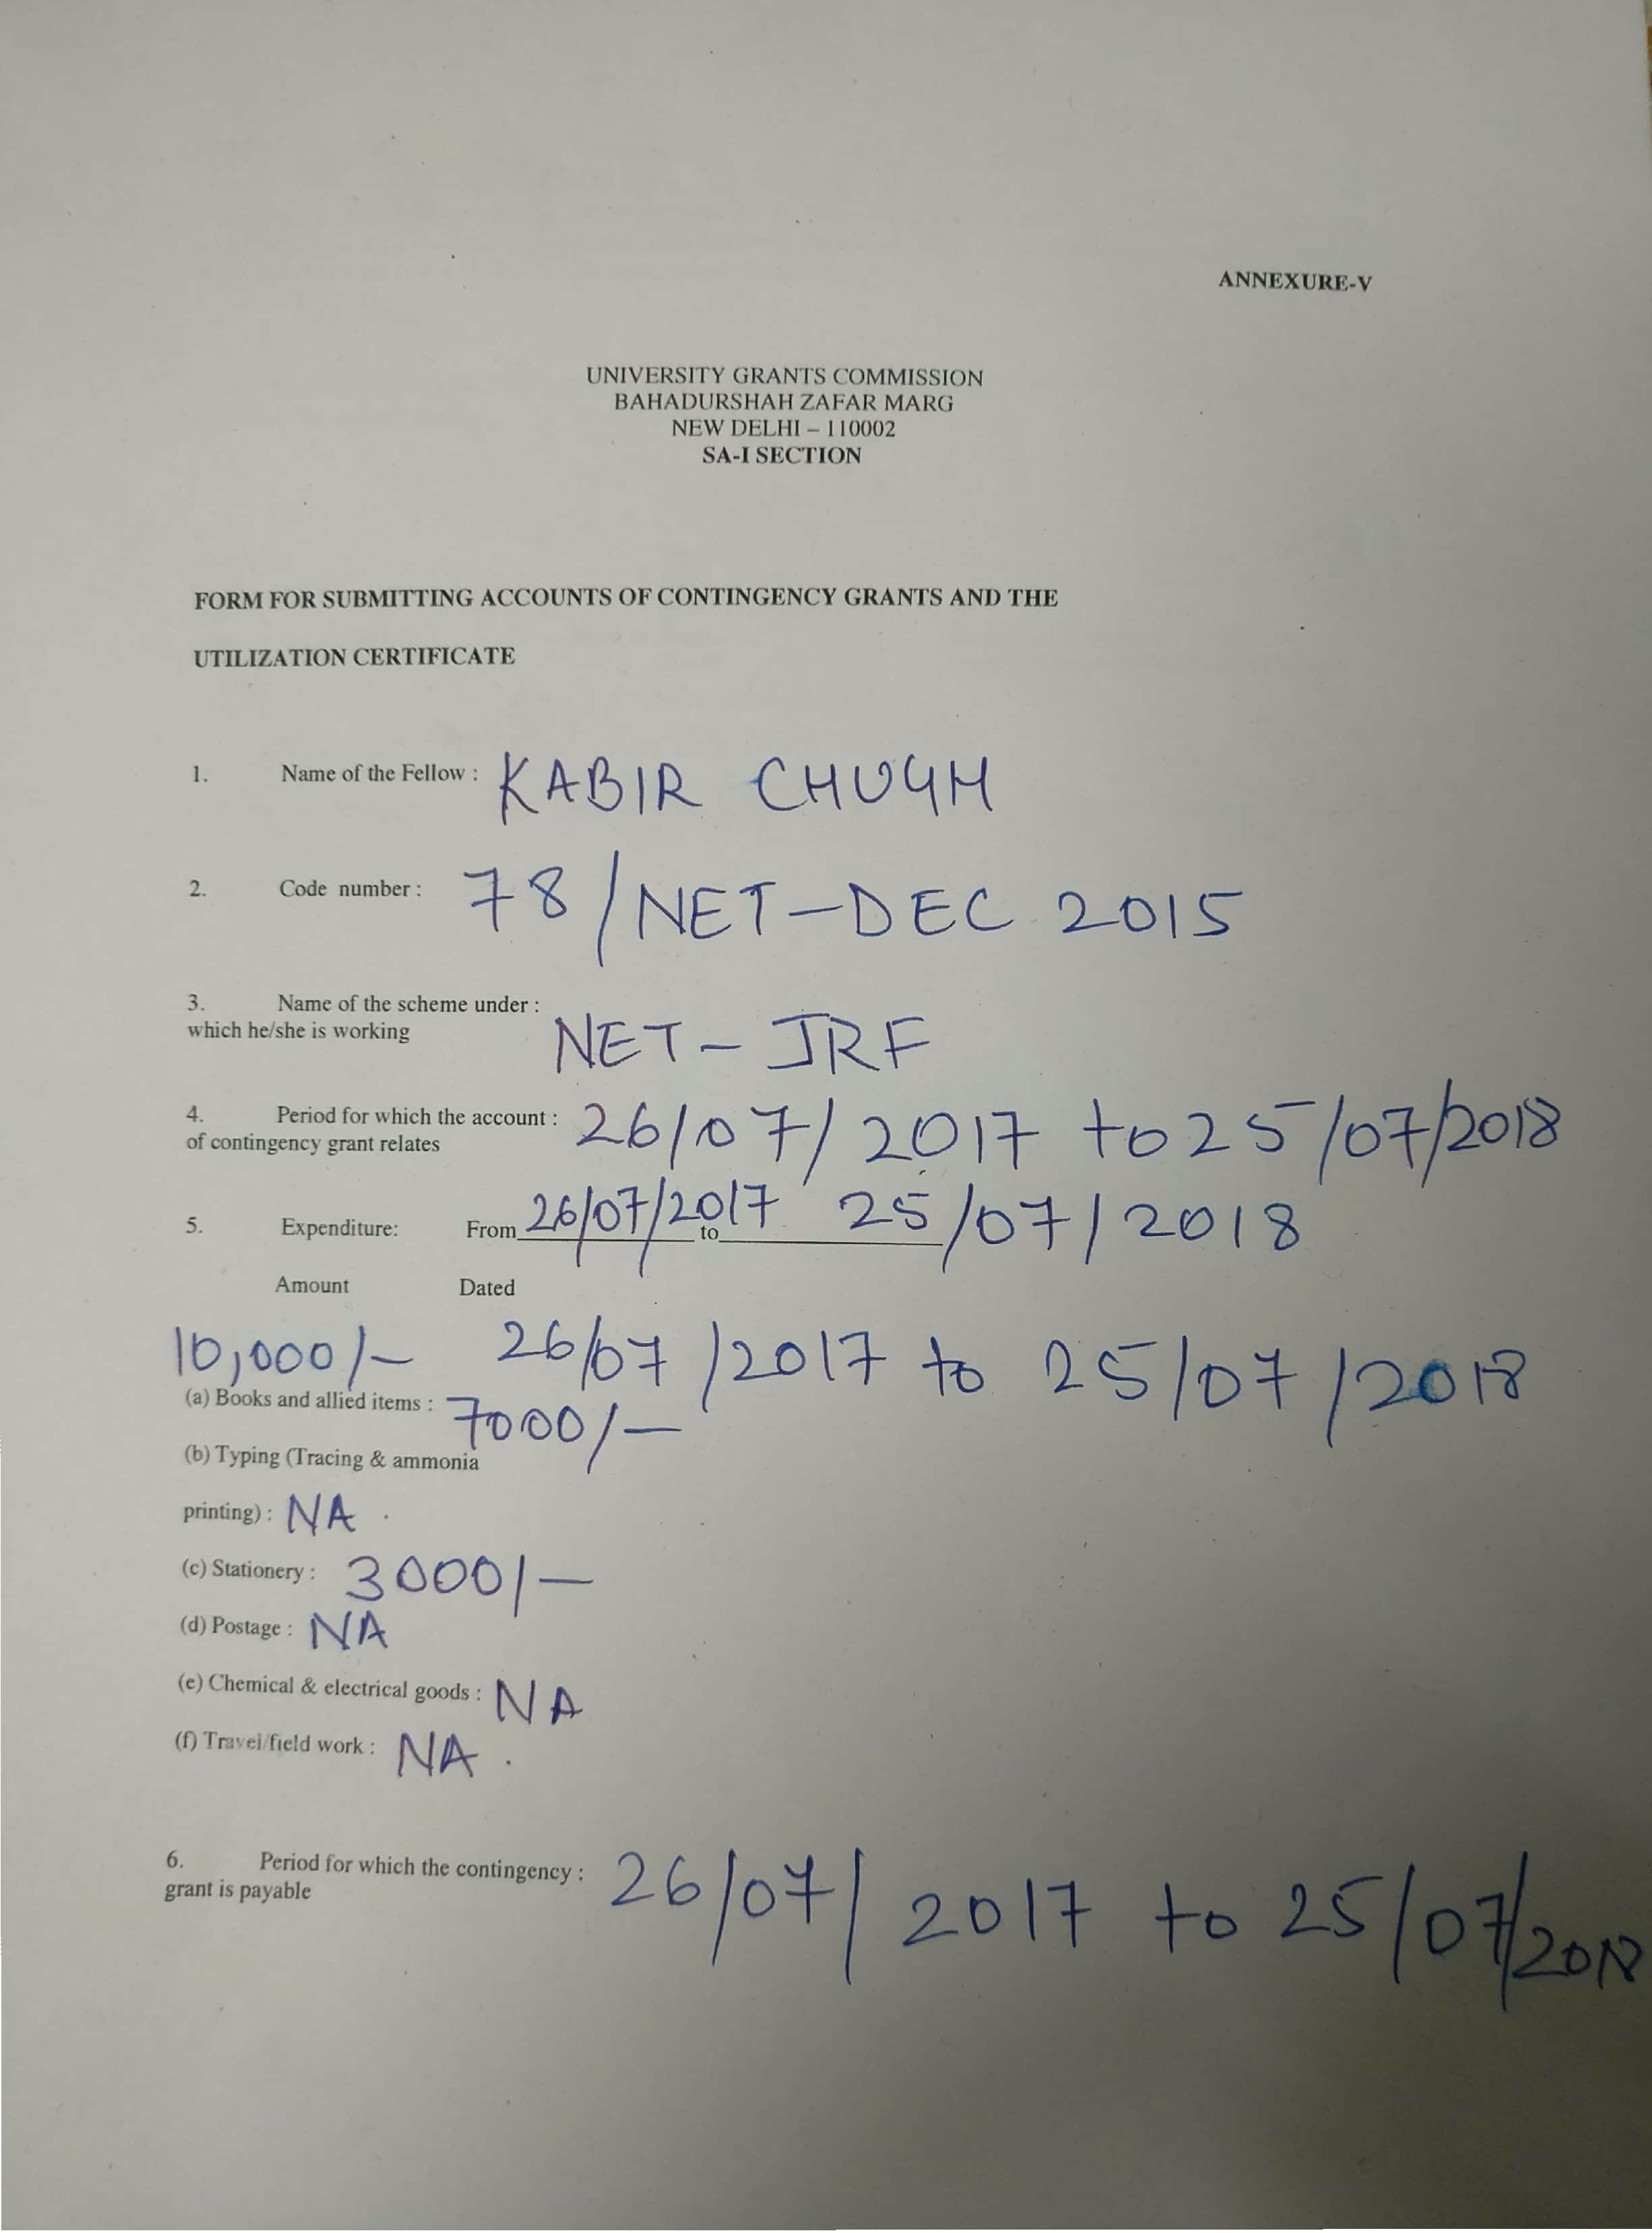 ANNEXURE-V
UNIVERSITY GRANTS COMMISSION
BAHADURSHAH ZAFAR MARG
NEW DELHI – 110002
SA-I SECTION
FORM FOR SUBMITTING ACCOUNTS OF CONTINGENCY GRANTS AND THE
UTILIZATION CERTIFICATE
1. Name of the Fellow : KABIR CHUGH
2. Code number : 78/NET-DEC 2015
3. Name of the scheme under :
which he/she is working NET-JRF
4. Period for which the account : 26/07/2017 to 25/07/2018
of contingency grant relates
5. Expenditure: From 26/07/2017 to 25/07/2018
Amount Dated
10,000/- 26/07/2017 to 25/07/2018
(a) Books and allied items : 7000/-
(b) Typing (Tracing & ammonia
printing) : NA .
(c) Stationery : 3000/-
(d) Postage : NA
(e) Chemical & electrical goods : NA
(f) Travel/field work : NA .
6. Period for which the contingency : 26/07/2017 to 25/07/2018
grant is payable